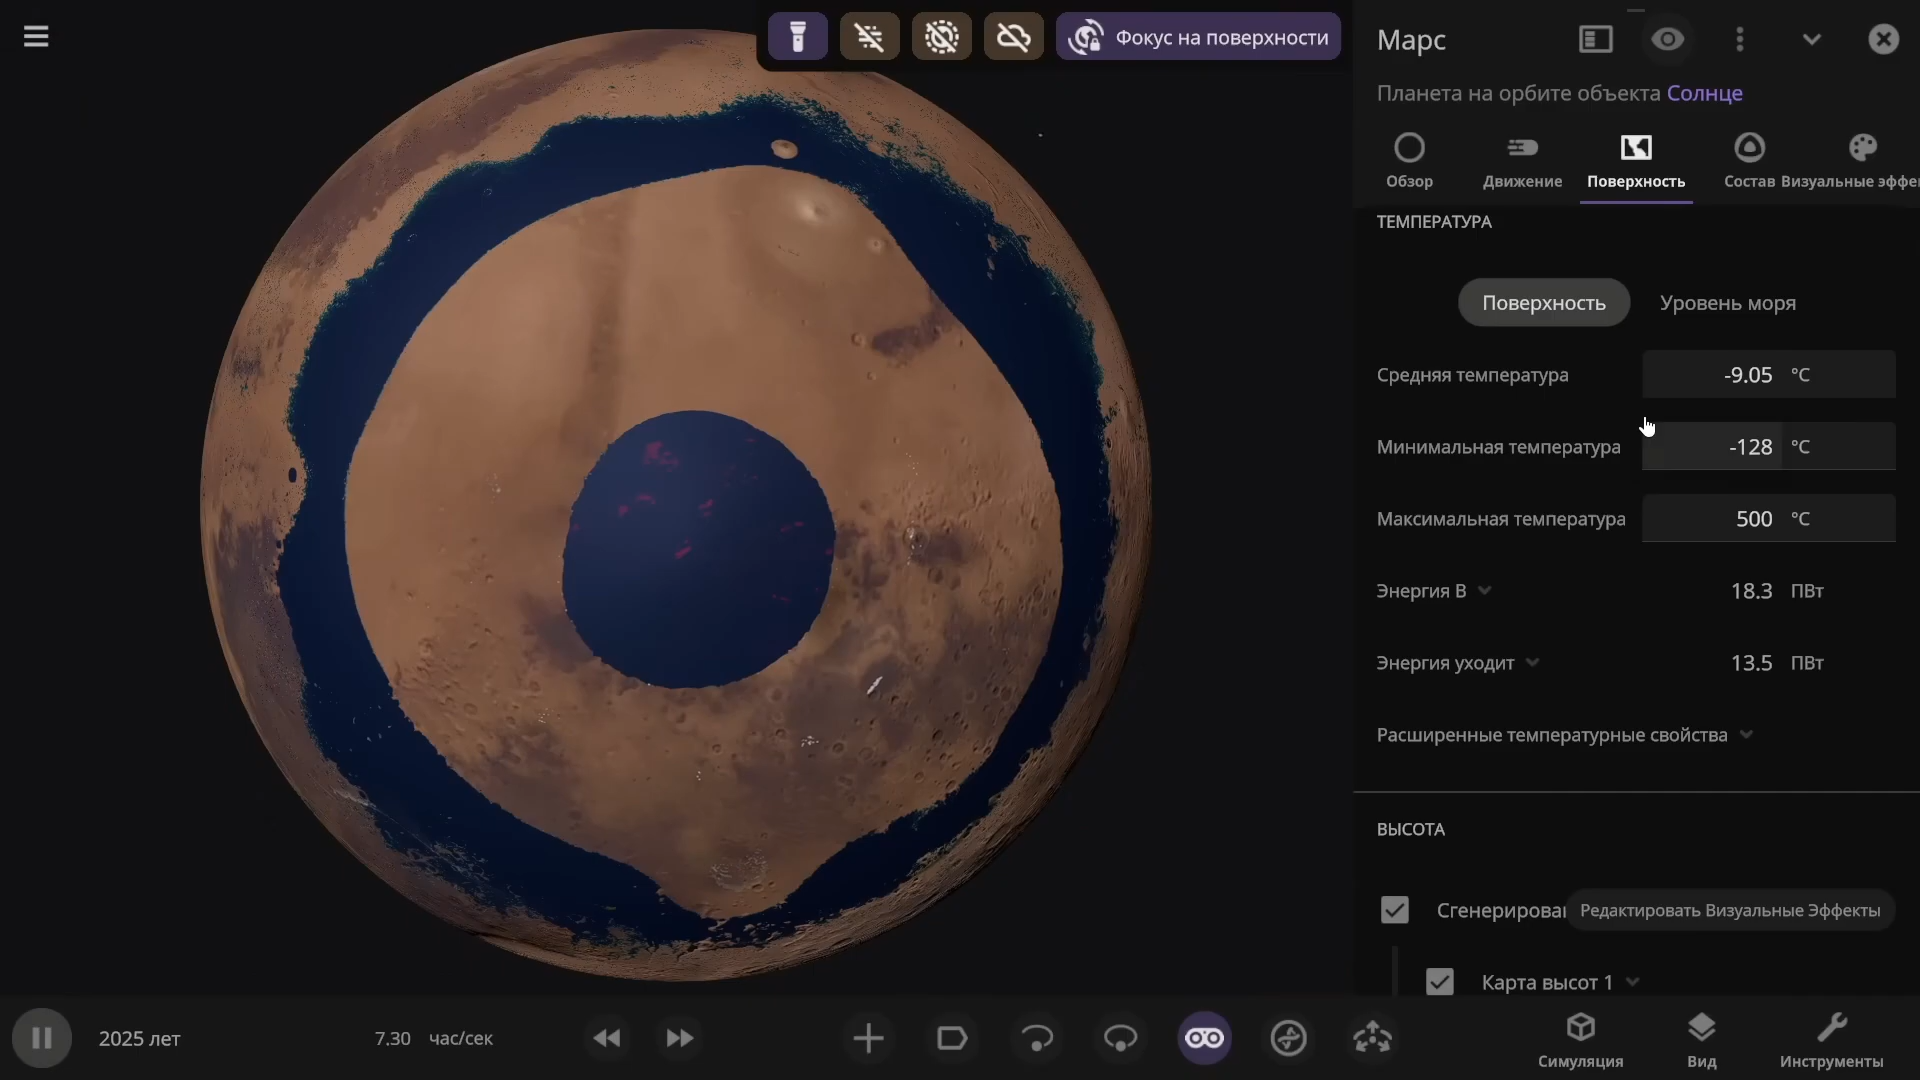 Фокус на поверхности
Марс
Планета на орбите объекта Солнце
Обзор
Движение
Поверхность
Состав
Визуальные эффе
ТЕМПЕРАТУРА
Поверхность
Уровень моря
Средняя температура -9.05 °C
Минимальная температура -128 °C
Максимальная температура 500 °C
Энергия В 18.3 ПВт
Энергия уходит 13.5 ПВт
Расширенные температурные свойства
ВЫСОТА
Сгенерирован
Редактировать Визуальные Эффекты
Карта высот 1
2025 лет
7.30 час/сек
Симуляция
Вид
Инструменты